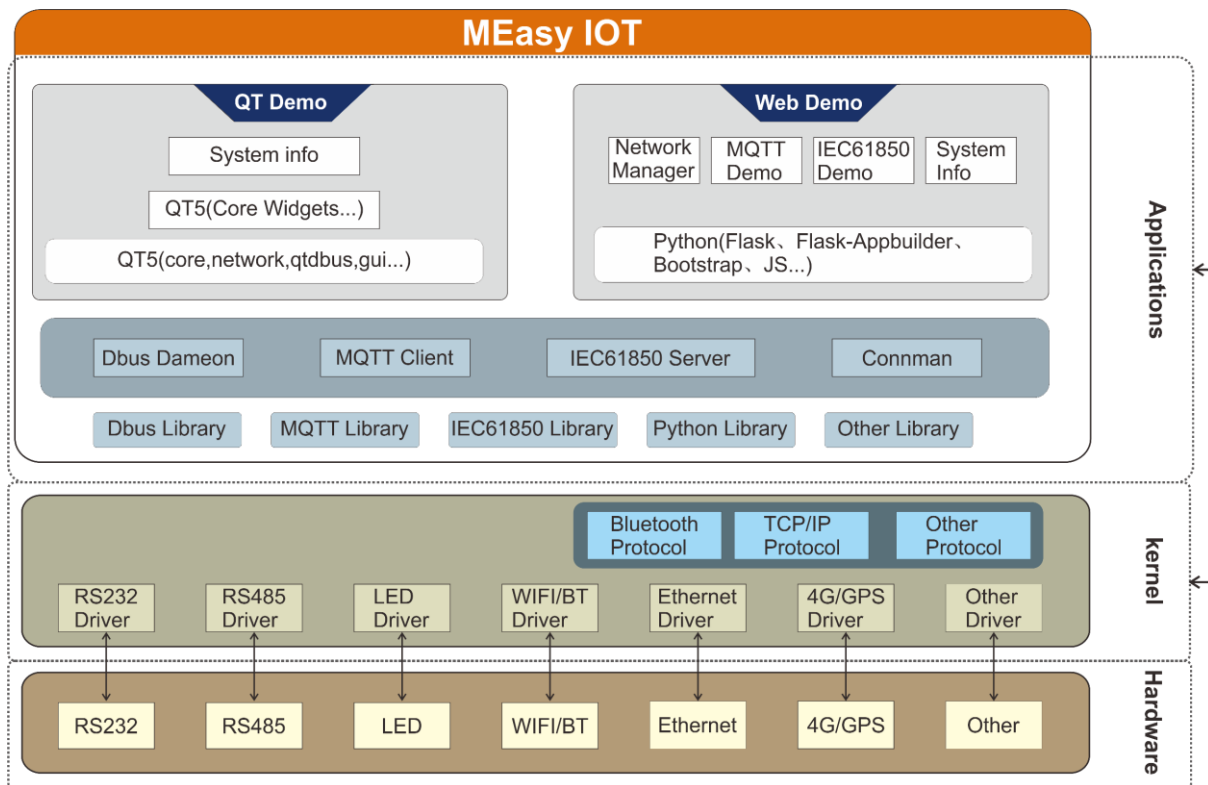 MEasy IOT
QT Demo
System info
QT5(Core Widgets...)
QT5(core,network,qtdbus,gui...)
Web Demo
Network
Manager
MQTT
Demo
IEC61850
Demo
System
Info
Python(Flask、Flask-Appbuilder、
Bootstrap、JS...)
Dbus Dameon
MQTT Client
IEC61850 Server
Connman
Dbus Library
MQTT Library
IEC61850 Library
Python Library
Other Library
Applications
Bluetooth
Protocol
TCP/IP
Protocol
Other
Protocol
RS232
Driver
RS485
Driver
LED
Driver
WIFI/BT
Driver
Ethernet
Driver
4G/GPS
Driver
Other
Driver
kernel
RS232
RS485
LED
WIFI/BT
Ethernet
4G/GPS
Other
Hardware